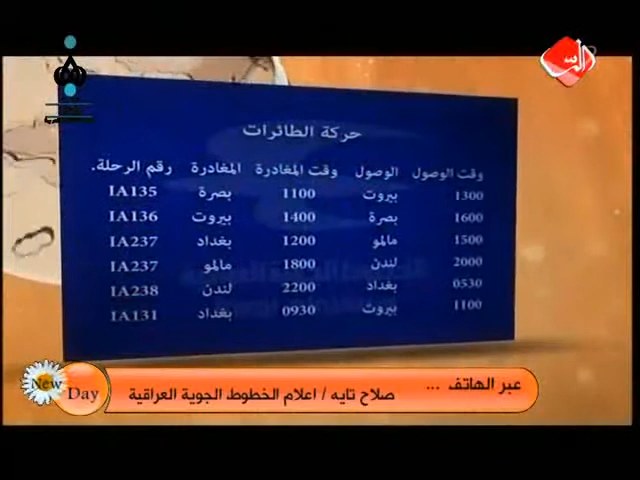 حركة الطائرات
رقم الرحلة. المغادرة وقت المغادرة الوصول وقت الوصول
IA135 بصرة 1100 بيروت 1300
IA136 بيروت 1400 بصرة 1600
IA237 بغداد 1200 مالمو 1500
IA237 مالمو 1800 لندن 2000
IA238 لندن 2200 بغداد 0530
IA131 بغداد 0930 بيروت 1100
عبر الهاتف ...
صلاح تايه / اعلام الخطوط الجوية العراقية
New Day